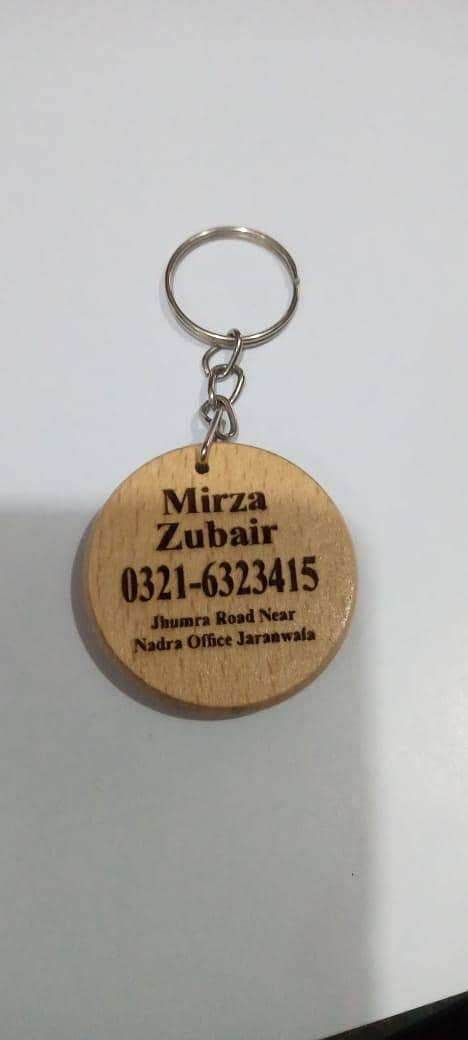 Mirza
Zubair
0321-6323415
Jhumra Road Near
Nadra Office Jaranwala